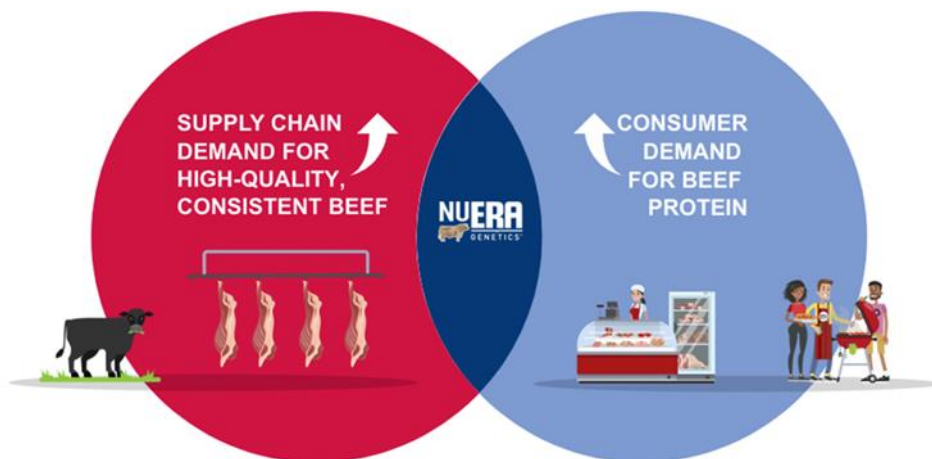 SUPPLY CHAIN
DEMAND FOR
HIGH-QUALITY,
CONSISTENT BEEF
NUERA
GENETICS
CONSUMER
DEMAND
FOR BEEF
PROTEIN